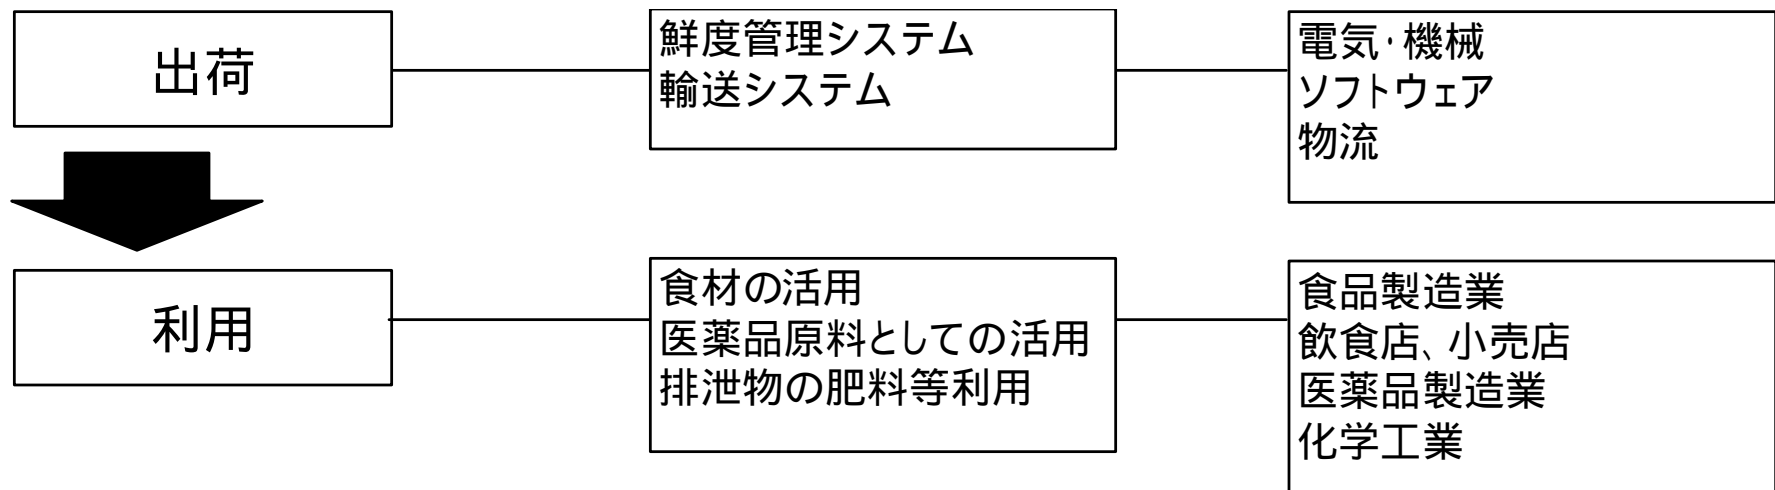 出荷
鮮度管理システム
輸送システム
電気・機械
ソフトウェア
物流
利用
食材の活用
医薬品原料としての活用
排泄物の肥料等利用
食品製造業
飲食店、小売店
医薬品製造業
化学工業